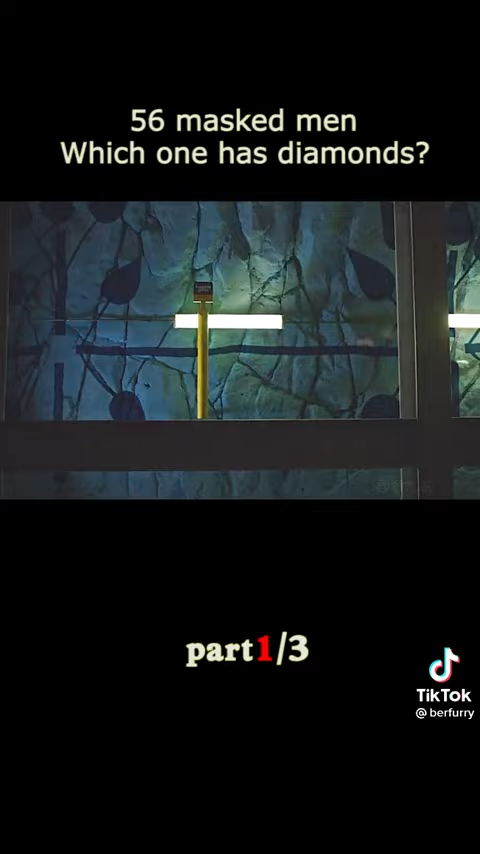 56 masked men
Which one has diamonds?
part1/3
TikTok
@ berfurry